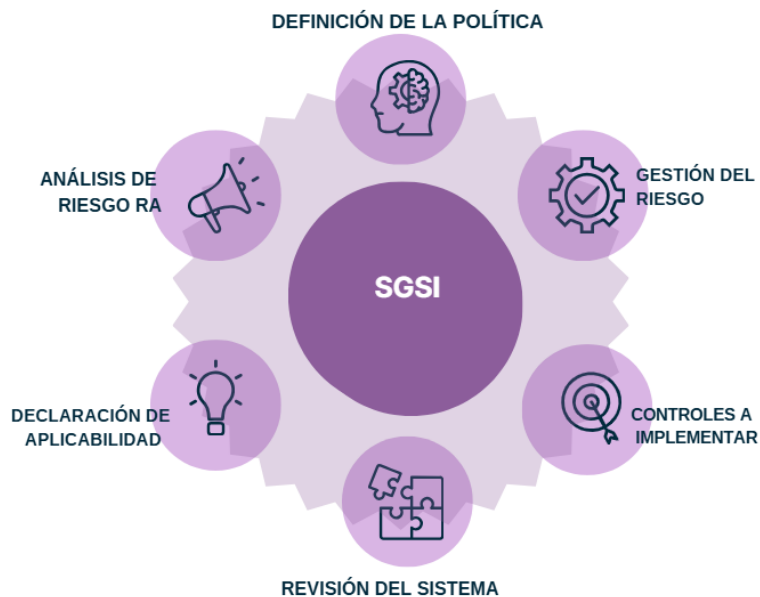 DEFINICIÓN DE LA POLÍTICA
ANÁLISIS DE
RIESGO RA
GESTIÓN DEL
RIESGO
SGSI
DECLARACIÓN DE
APLICABILIDAD
CONTROLES A
IMPLEMENTAR
REVISIÓN DEL SISTEMA